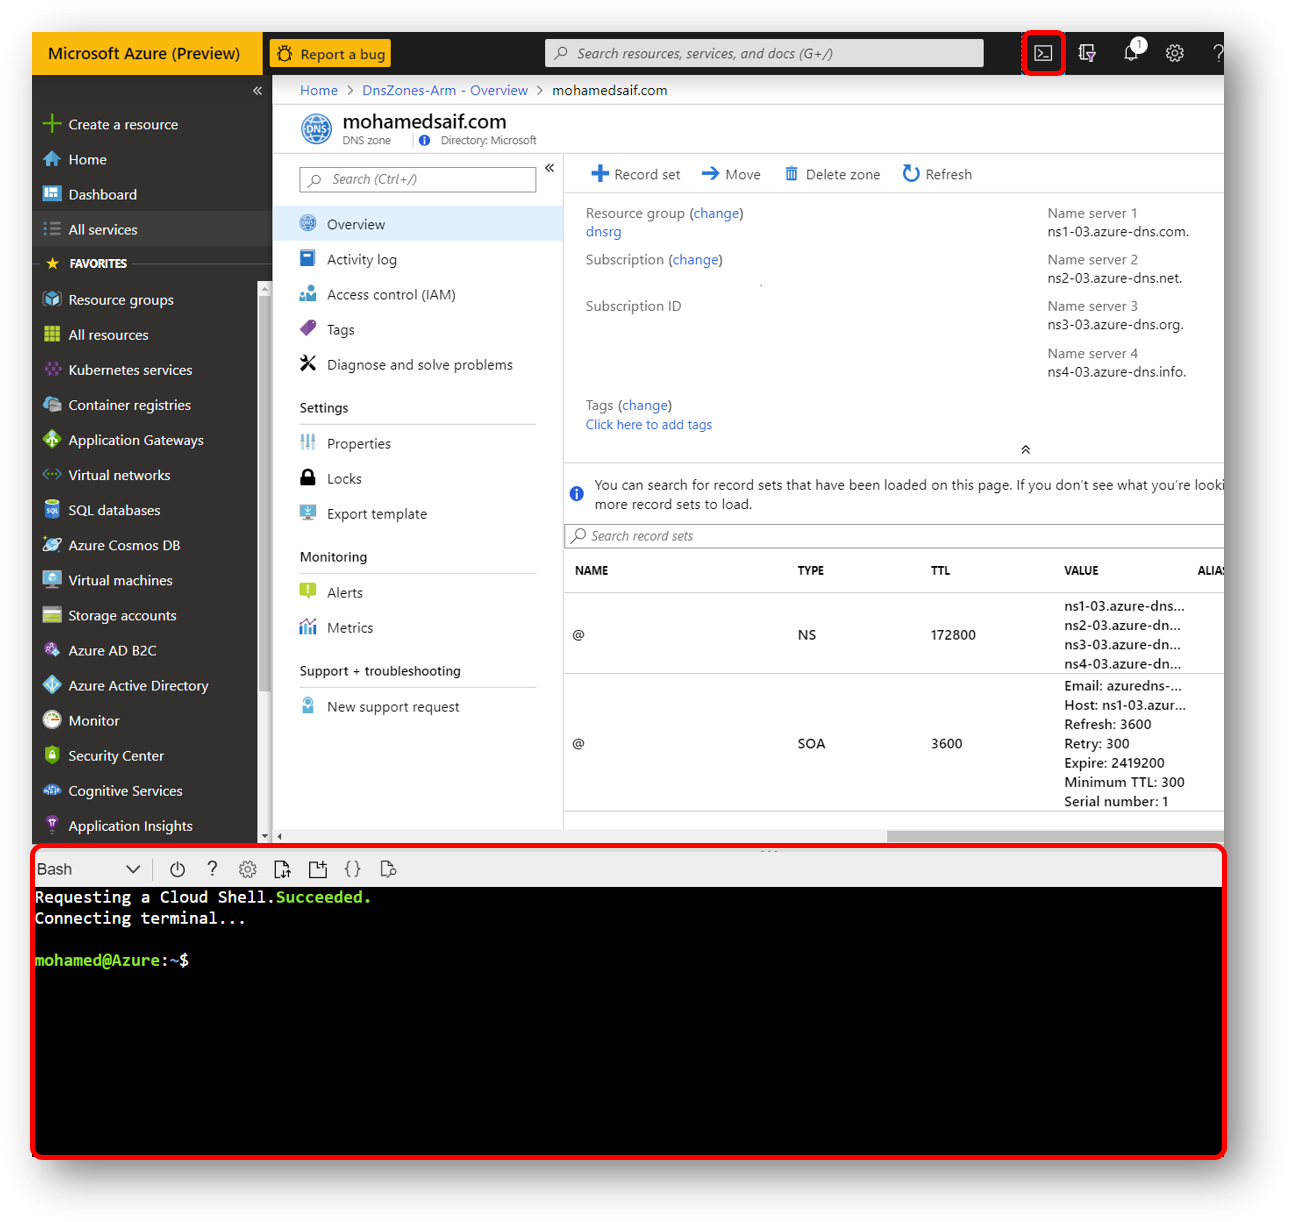 Microsoft Azure (Preview)
Report a bug
Search resources, services, and docs (G+/)
1
?
«
Create a resource
Home
Dashboard
All services
FAVORITES
Resource groups
All resources
Kubernetes services
Container registries
Application Gateways
Virtual networks
SQL databases
Azure Cosmos DB
Virtual machines
Storage accounts
Azure AD B2C
Azure Active Directory
Monitor
Security Center
Cognitive Services
Application Insights
Home > DnsZones-Arm - Overview > mohamedsaif.com
DNS
mohamedsaif.com
DNS zone
Directory: Microsoft
Search (Ctrl+/)
«
Overview
Activity log
Access control (IAM)
Tags
Diagnose and solve problems
Settings
Properties
Locks
Export template
Monitoring
Alerts
Metrics
Support + troubleshooting
New support request
Record set
Move
Delete zone
Refresh
Resource group (change)
dnsrg
Subscription (change)
Subscription ID
Tags (change)
Click here to add tags
Name server 1
ns1-03.azure-dns.com.
Name server 2
ns2-03.azure-dns.net.
Name server 3
ns3-03.azure-dns.org.
Name server 4
ns4-03.azure-dns.info.
You can search for record sets that have been loaded on this page. If you don't see what you're looki
more record sets to load.
Search record sets
NAME TYPE TTL VALUE ALIAS
@ NS 172800
ns1-03.azure-dns...
ns2-03.azure-dn...
ns3-03.azure-dn...
ns4-03.azure-dn...
@ SOA 3600
Email: azuredns-...
Host: ns1-03.azur...
Refresh: 3600
Retry: 300
Expire: 2419200
Minimum TTL: 300
Serial number: 1
Bash
?
{}
Requesting a Cloud Shell.Succeeded.
Connecting terminal...
mohamed@Azure:~$